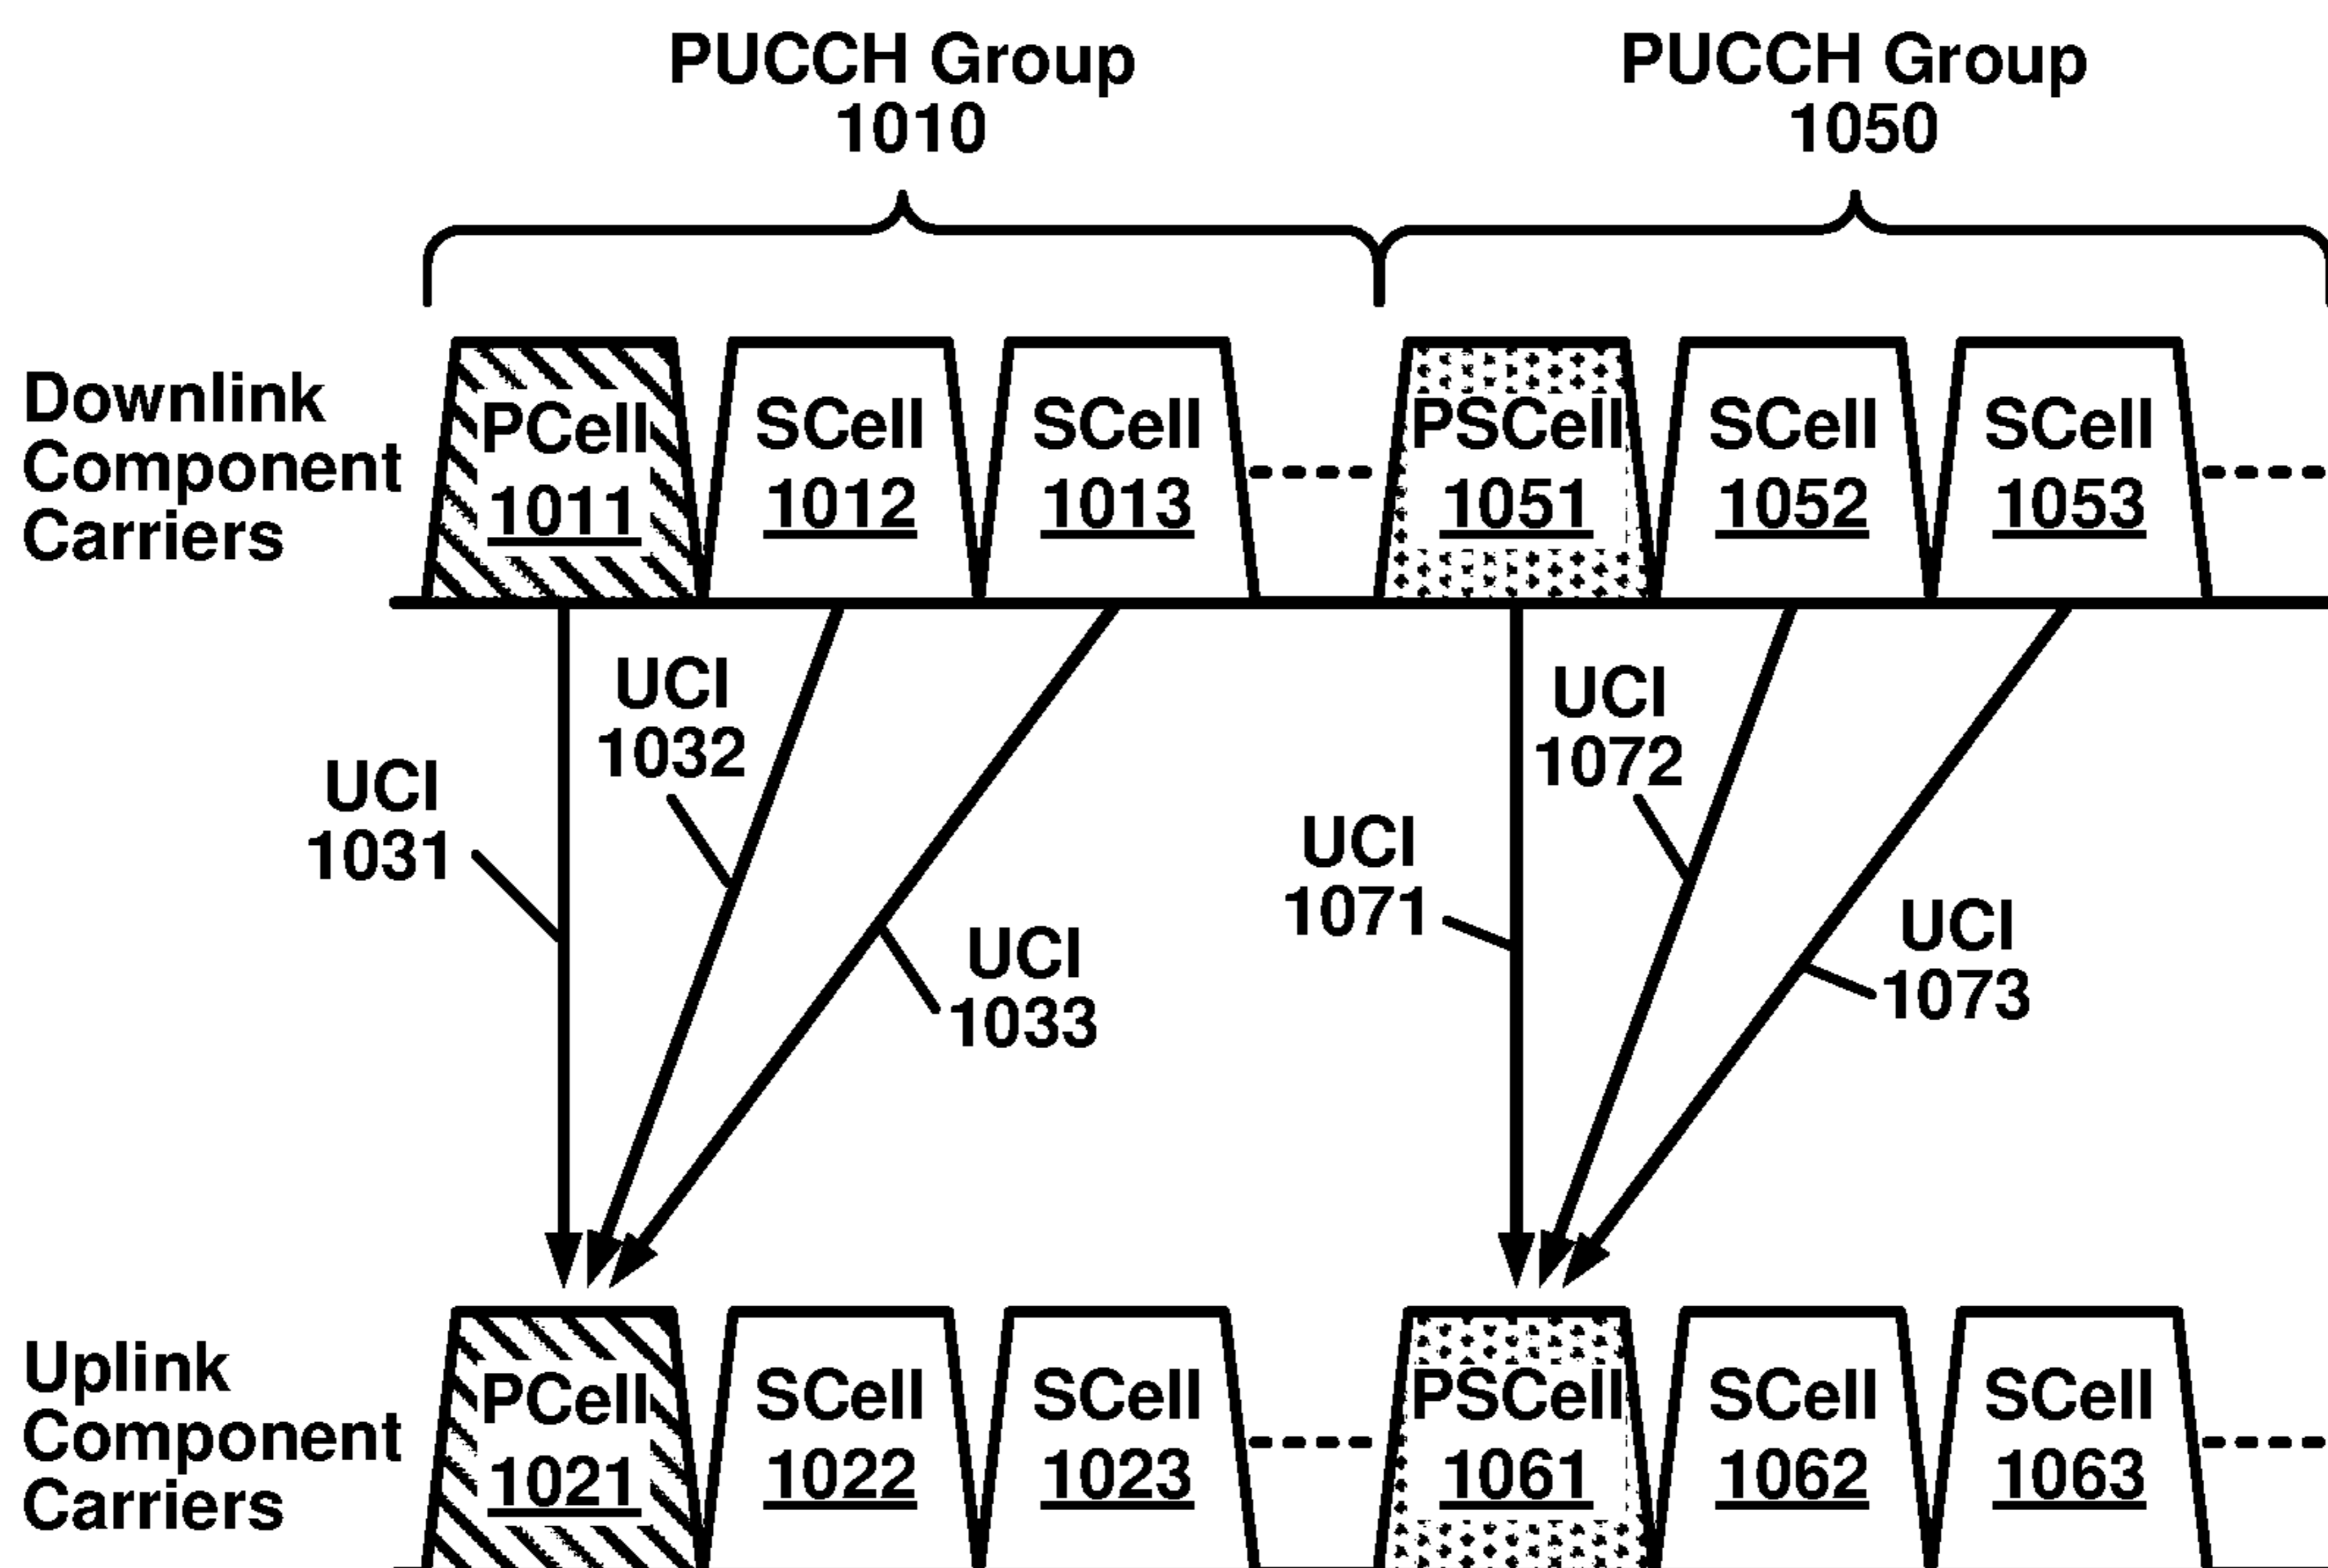 PUCCH Group
1010
PUCCH Group
1050
Downlink
Component
Carriers
PCell
1011
SCell
1012
SCell
1013
PSCell
1051
SCell
1052
SCell
1053
UCI
1031
UCI
1032
UCI
1033
UCI
1071
UCI
1072
UCI
1073
Uplink
Component
Carriers
PCell
1021
SCell
1022
SCell
1023
PSCell
1061
SCell
1062
SCell
1063